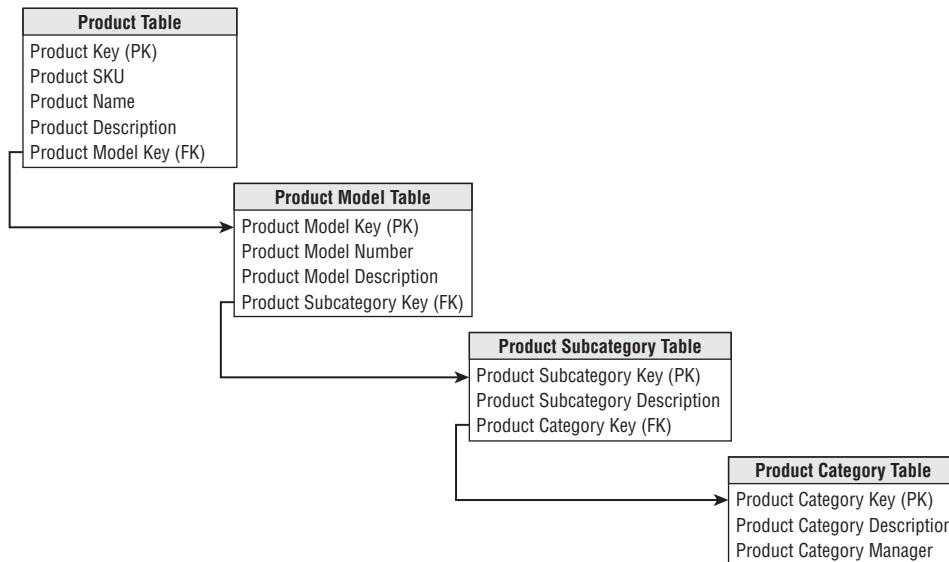 Product Table
Product Key (PK)
Product SKU
Product Name
Product Description
Product Model Key (FK)
Product Model Table
Product Model Key (PK)
Product Model Number
Product Model Description
Product Subcategory Key (FK)
Product Subcategory Table
Product Subcategory Key (PK)
Product Subcategory Description
Product Category Key (FK)
Product Category Table
Product Category Key (PK)
Product Category Description
Product Category Manager